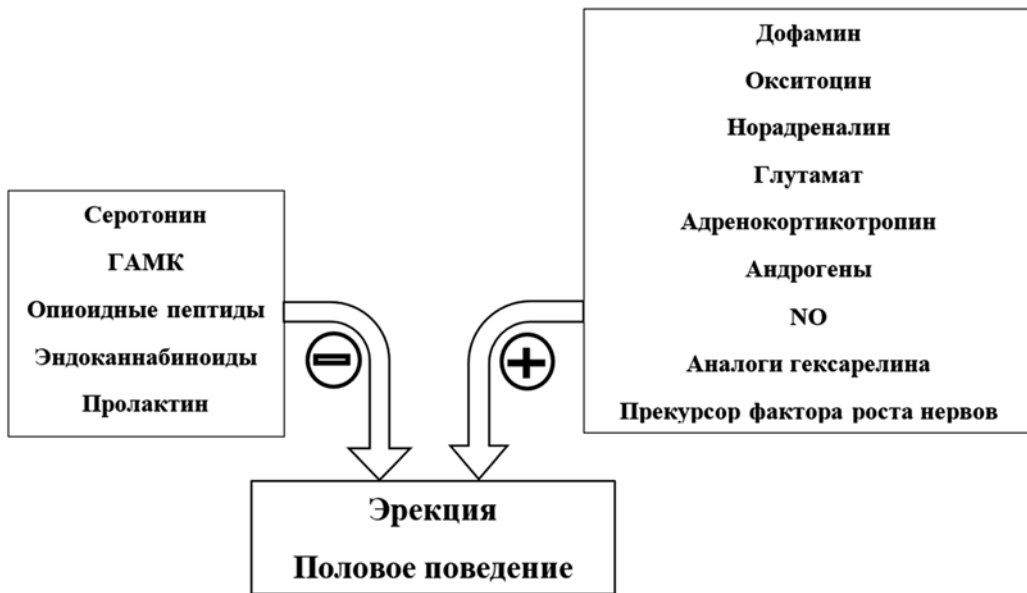 Серотонин
ГАМК
Опиоидные пептиды
Эндоканнабиноиды
Пролактин
Дофамин
Окситоцин
Норадреналин
Глутамат
Адренокортикотропин
Андрогены
NO
Аналоги гексарелина
Прекурсор фактора роста нервов
Эрекция
Половое поведение